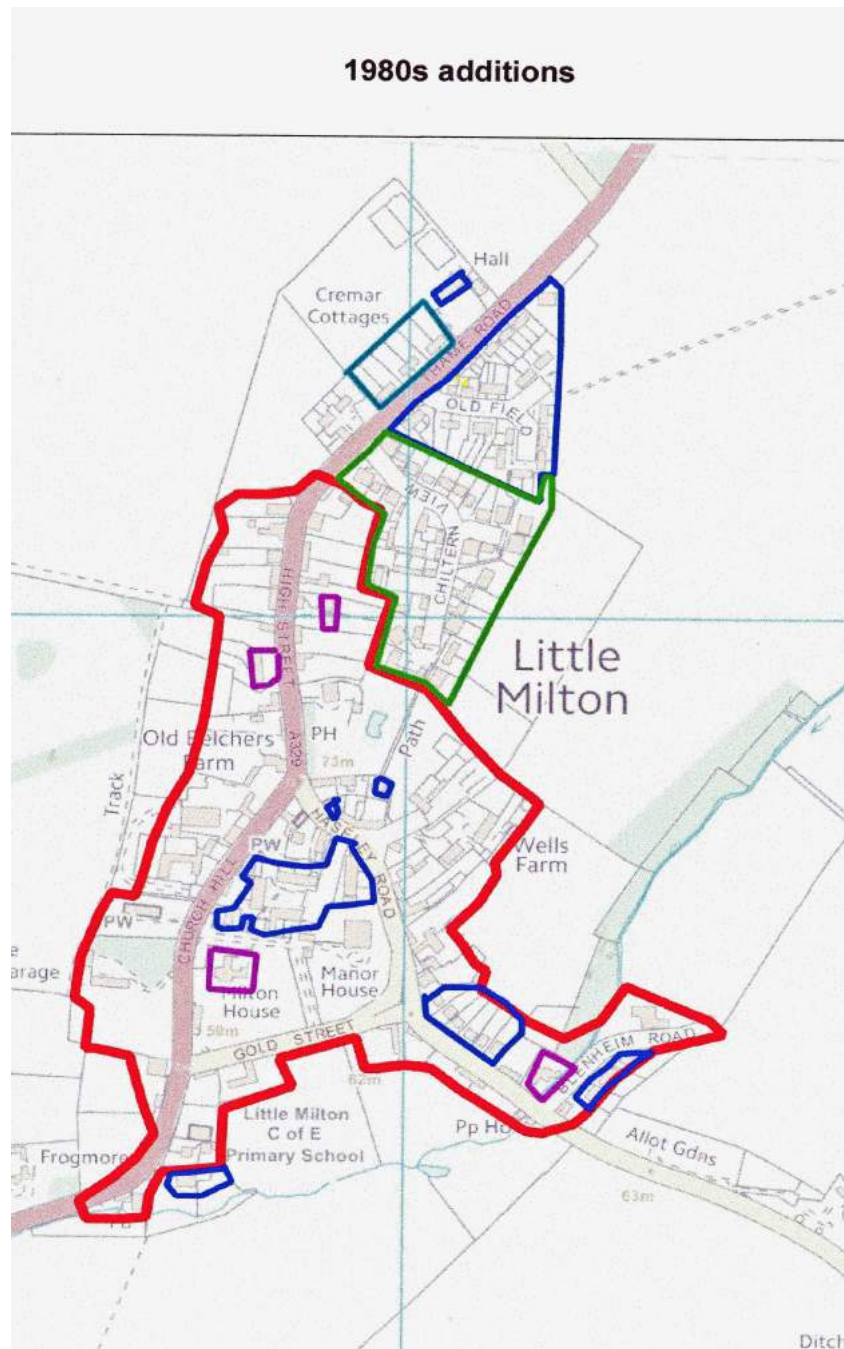 1980s additions
Hall
Cremar
Cottages
THAME ROAD
OLD FIELD
VIEW
CHILTERN
HIGH STREET
Little
Milton
Old Belchers
Farm
PH
A329
73m
Path
Track
HASELEY ROAD
PW
Wells
Farm
CHURCH HILL
PW
arage
Manor
House
Milton
House
59m
GOLD STREET
62m
BLENHEIM ROAD
Little Milton
C of E
Primary School
Pp Ho
Allot Gdns
Frogmore
63m
Ditch